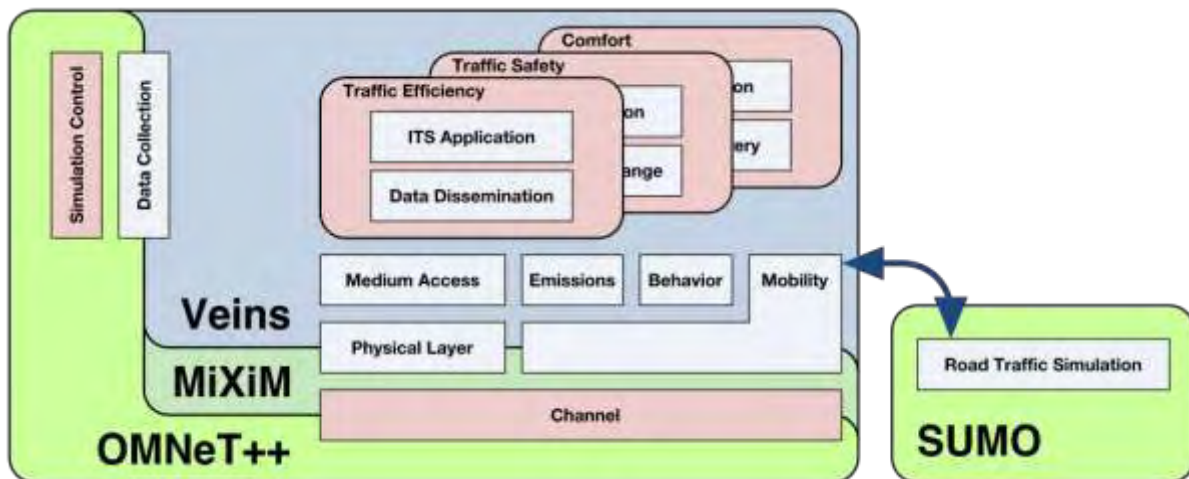 Comfort
Traffic Safety
Traffic Efficiency
on
ITS Application
on
ery
Data Dissemination
ange
Simulation Control
Data Collection
Medium Access
Emissions
Behavior
Mobility
Veins
Physical Layer
Road Traffic Simulation
MiXiM
Channel
OMNeT++
SUMO